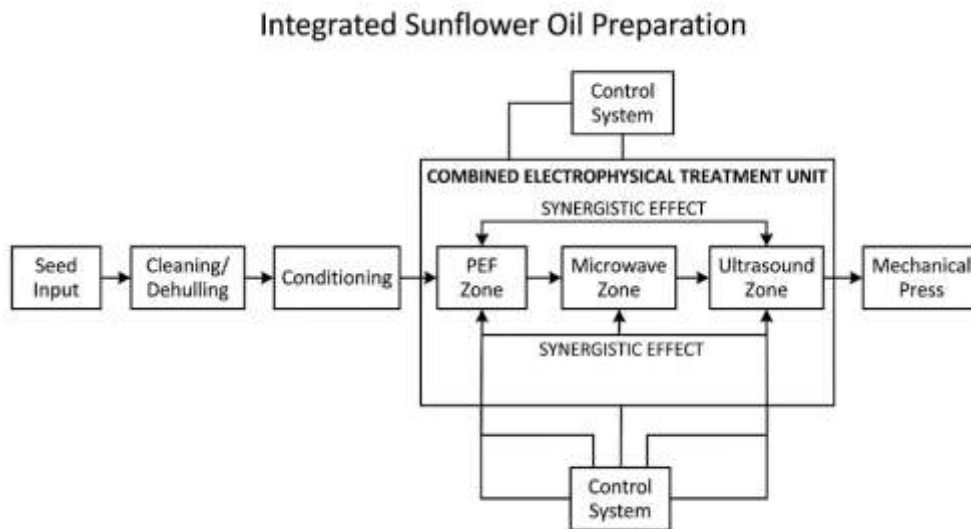 Integrated Sunflower Oil Preparation
Control
System
COMBINED ELECTROPHYSICAL TREATMENT UNIT
SYNERGISTIC EFFECT
Seed
Input
Cleaning/
Dehulling
Conditioning
PEF
Zone
Microwave
Zone
Ultrasound
Zone
Mechanical
Press
SYNERGISTIC EFFECT
Control
System